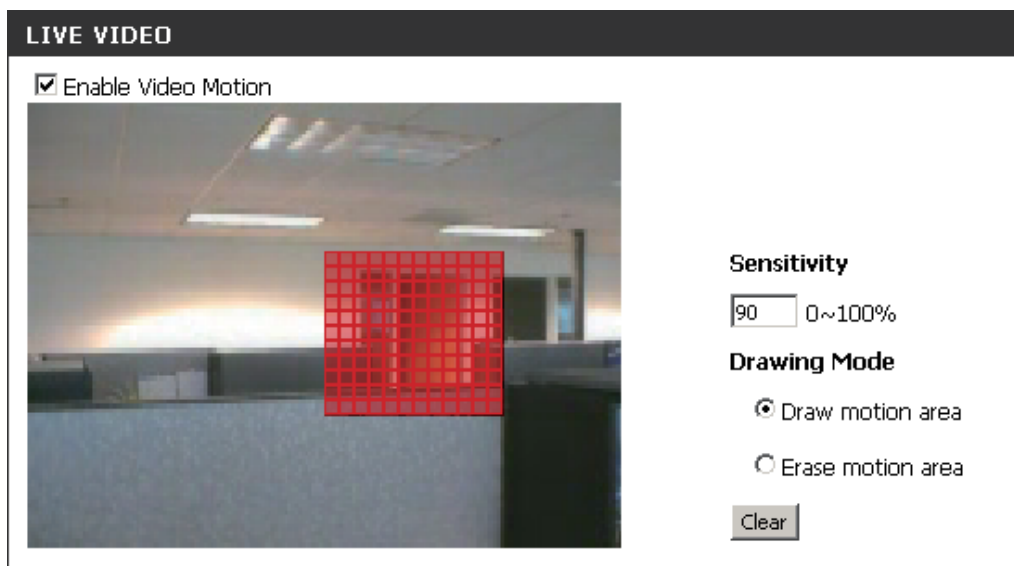 LIVE VIDEO
Enable Video Motion
Sensitivity
90 0~100%
Drawing Mode
Draw motion area
Erase motion area
Clear